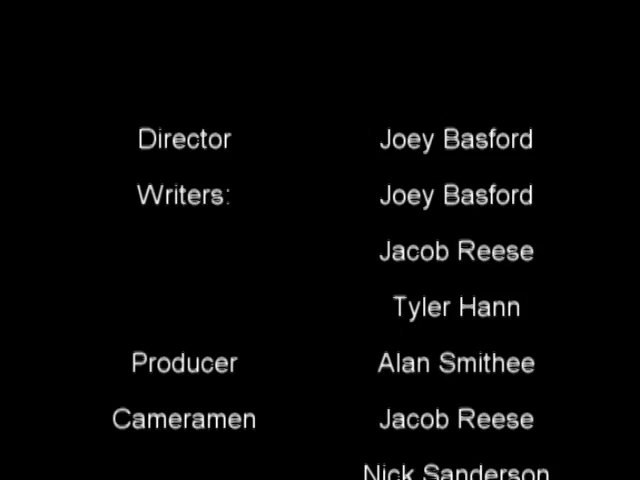 Director Joey Basford
Writers: Joey Basford
Jacob Reese
Tyler Hann
Producer Alan Smithee
Cameramen Jacob Reese
Nick Sanderson